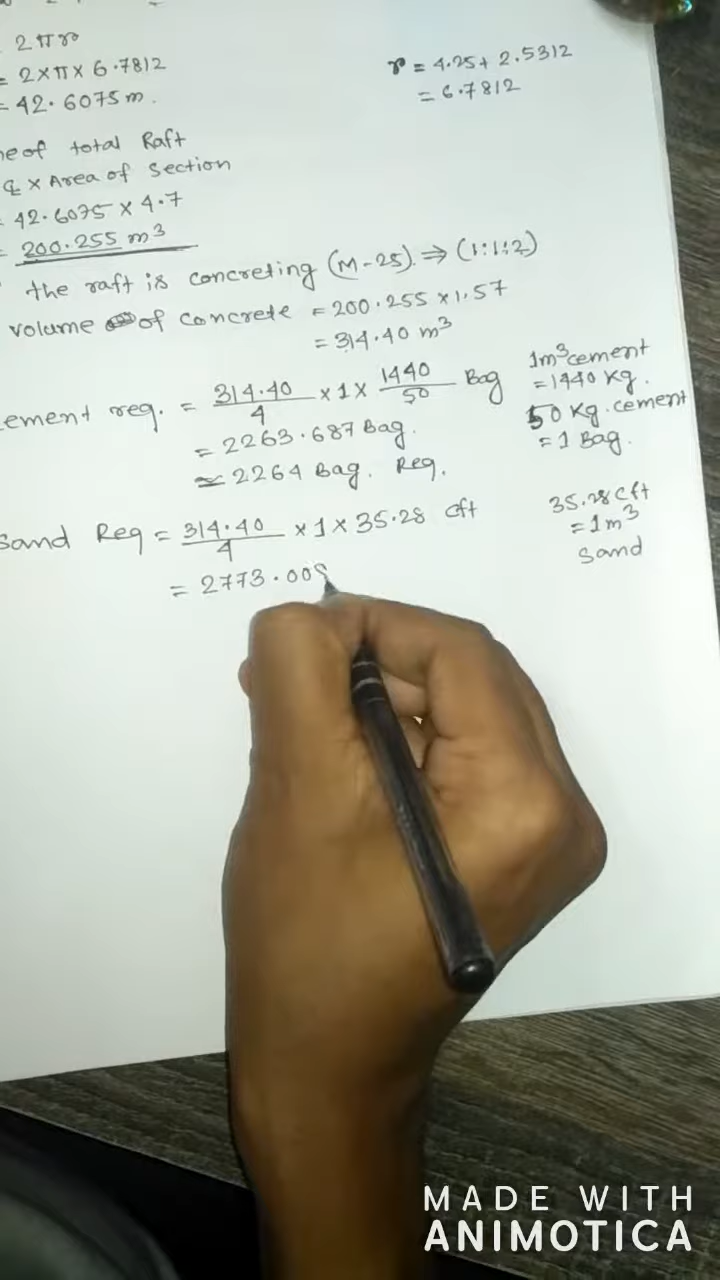 2πr
= 2×π× 6.7812
= 42.6075 m.
r = 4.25 + 2.5312
= 6.7812
me of total Raft
℄ × Area of Section
= 42.6075 × 4.7
= 200.255 m³
the raft is concreting (M-25) ⇒ (1:1:2)
volume of concrete = 200.255 × 1.57
= 314.40 m³
cement req. = 314.40/4 × 1 × 1440/50 Bag
= 2263.687 Bag.
≃ 2264 Bag. Req.
1m³ cement
= 1440 Kg.
50 Kg. cement
= 1 Bag.
Sand Req = 314.40/4 × 1 × 35.28 Cft
= 2773.00
35.28 Cft
= 1m³
Sand
MADE WITH
ANIMOTICA